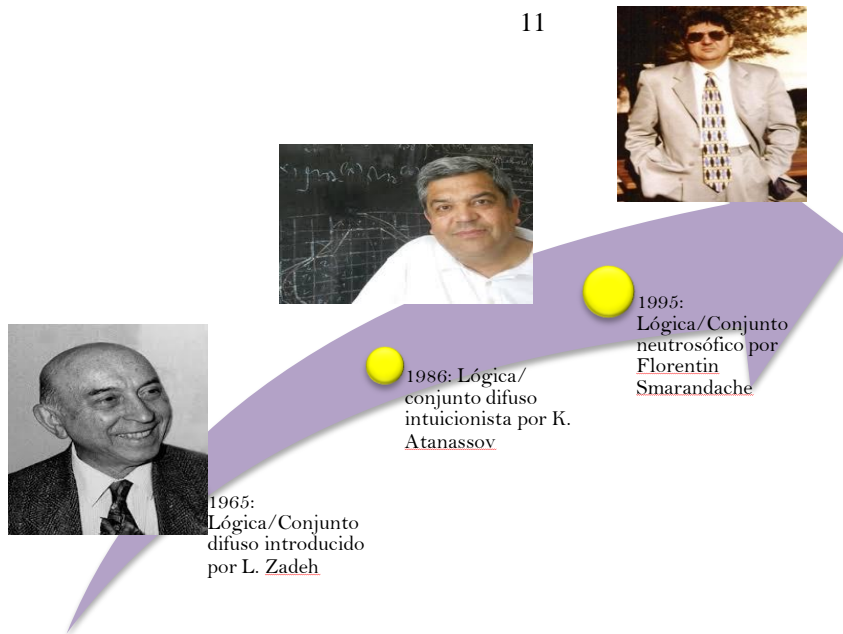 11
1995:
Lógica/Conjunto
neutrosófico por
Florentin
Smarandache
1986: Lógica/
conjunto difuso
intuicionista por K.
Atanassov
1965:
Lógica/Conjunto
difuso introducido
por L. Zadeh